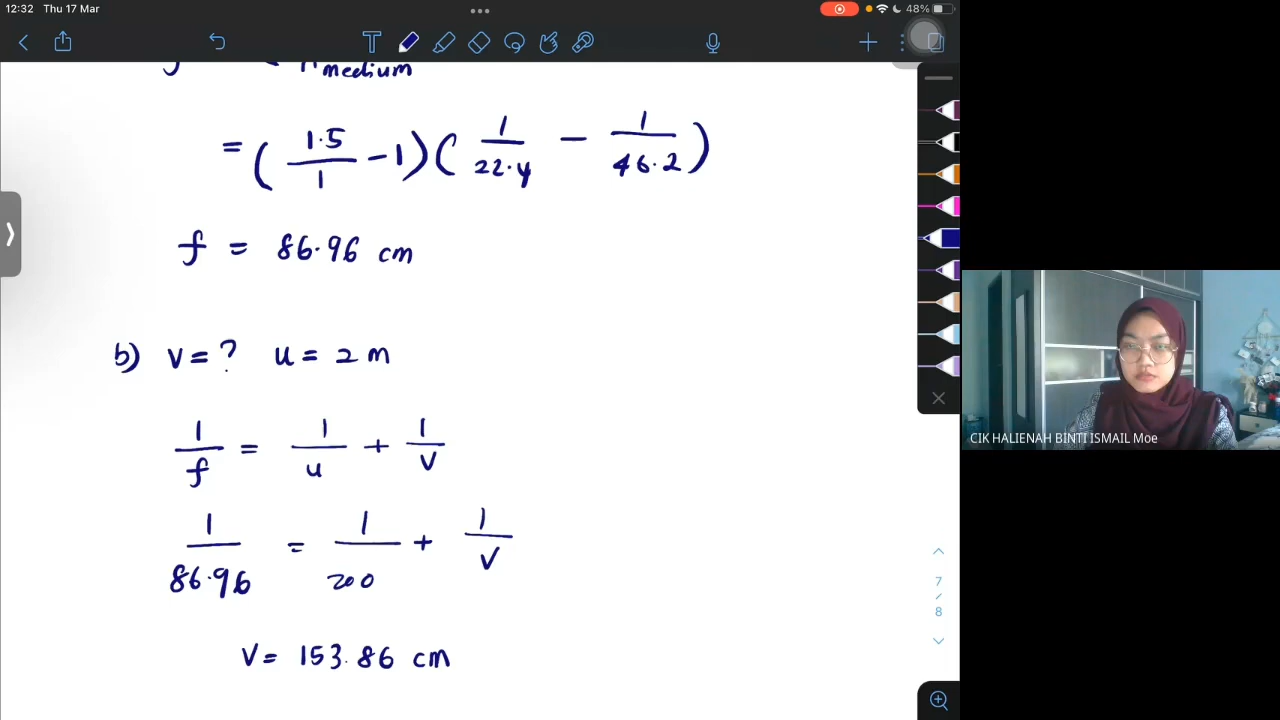 12:32 Thu 17 Mar
48%
T
medium
= ( 1.5/1 - 1)( 1/22.4 - 1/46.2 )
f = 86.96 cm
b) v = ? u = 2 m
1/f = 1/u + 1/v
1/86.96 = 1/200 + 1/v
v = 153.86 cm
7
/
8
CIK HALIENAH BINTI ISMAIL Moe